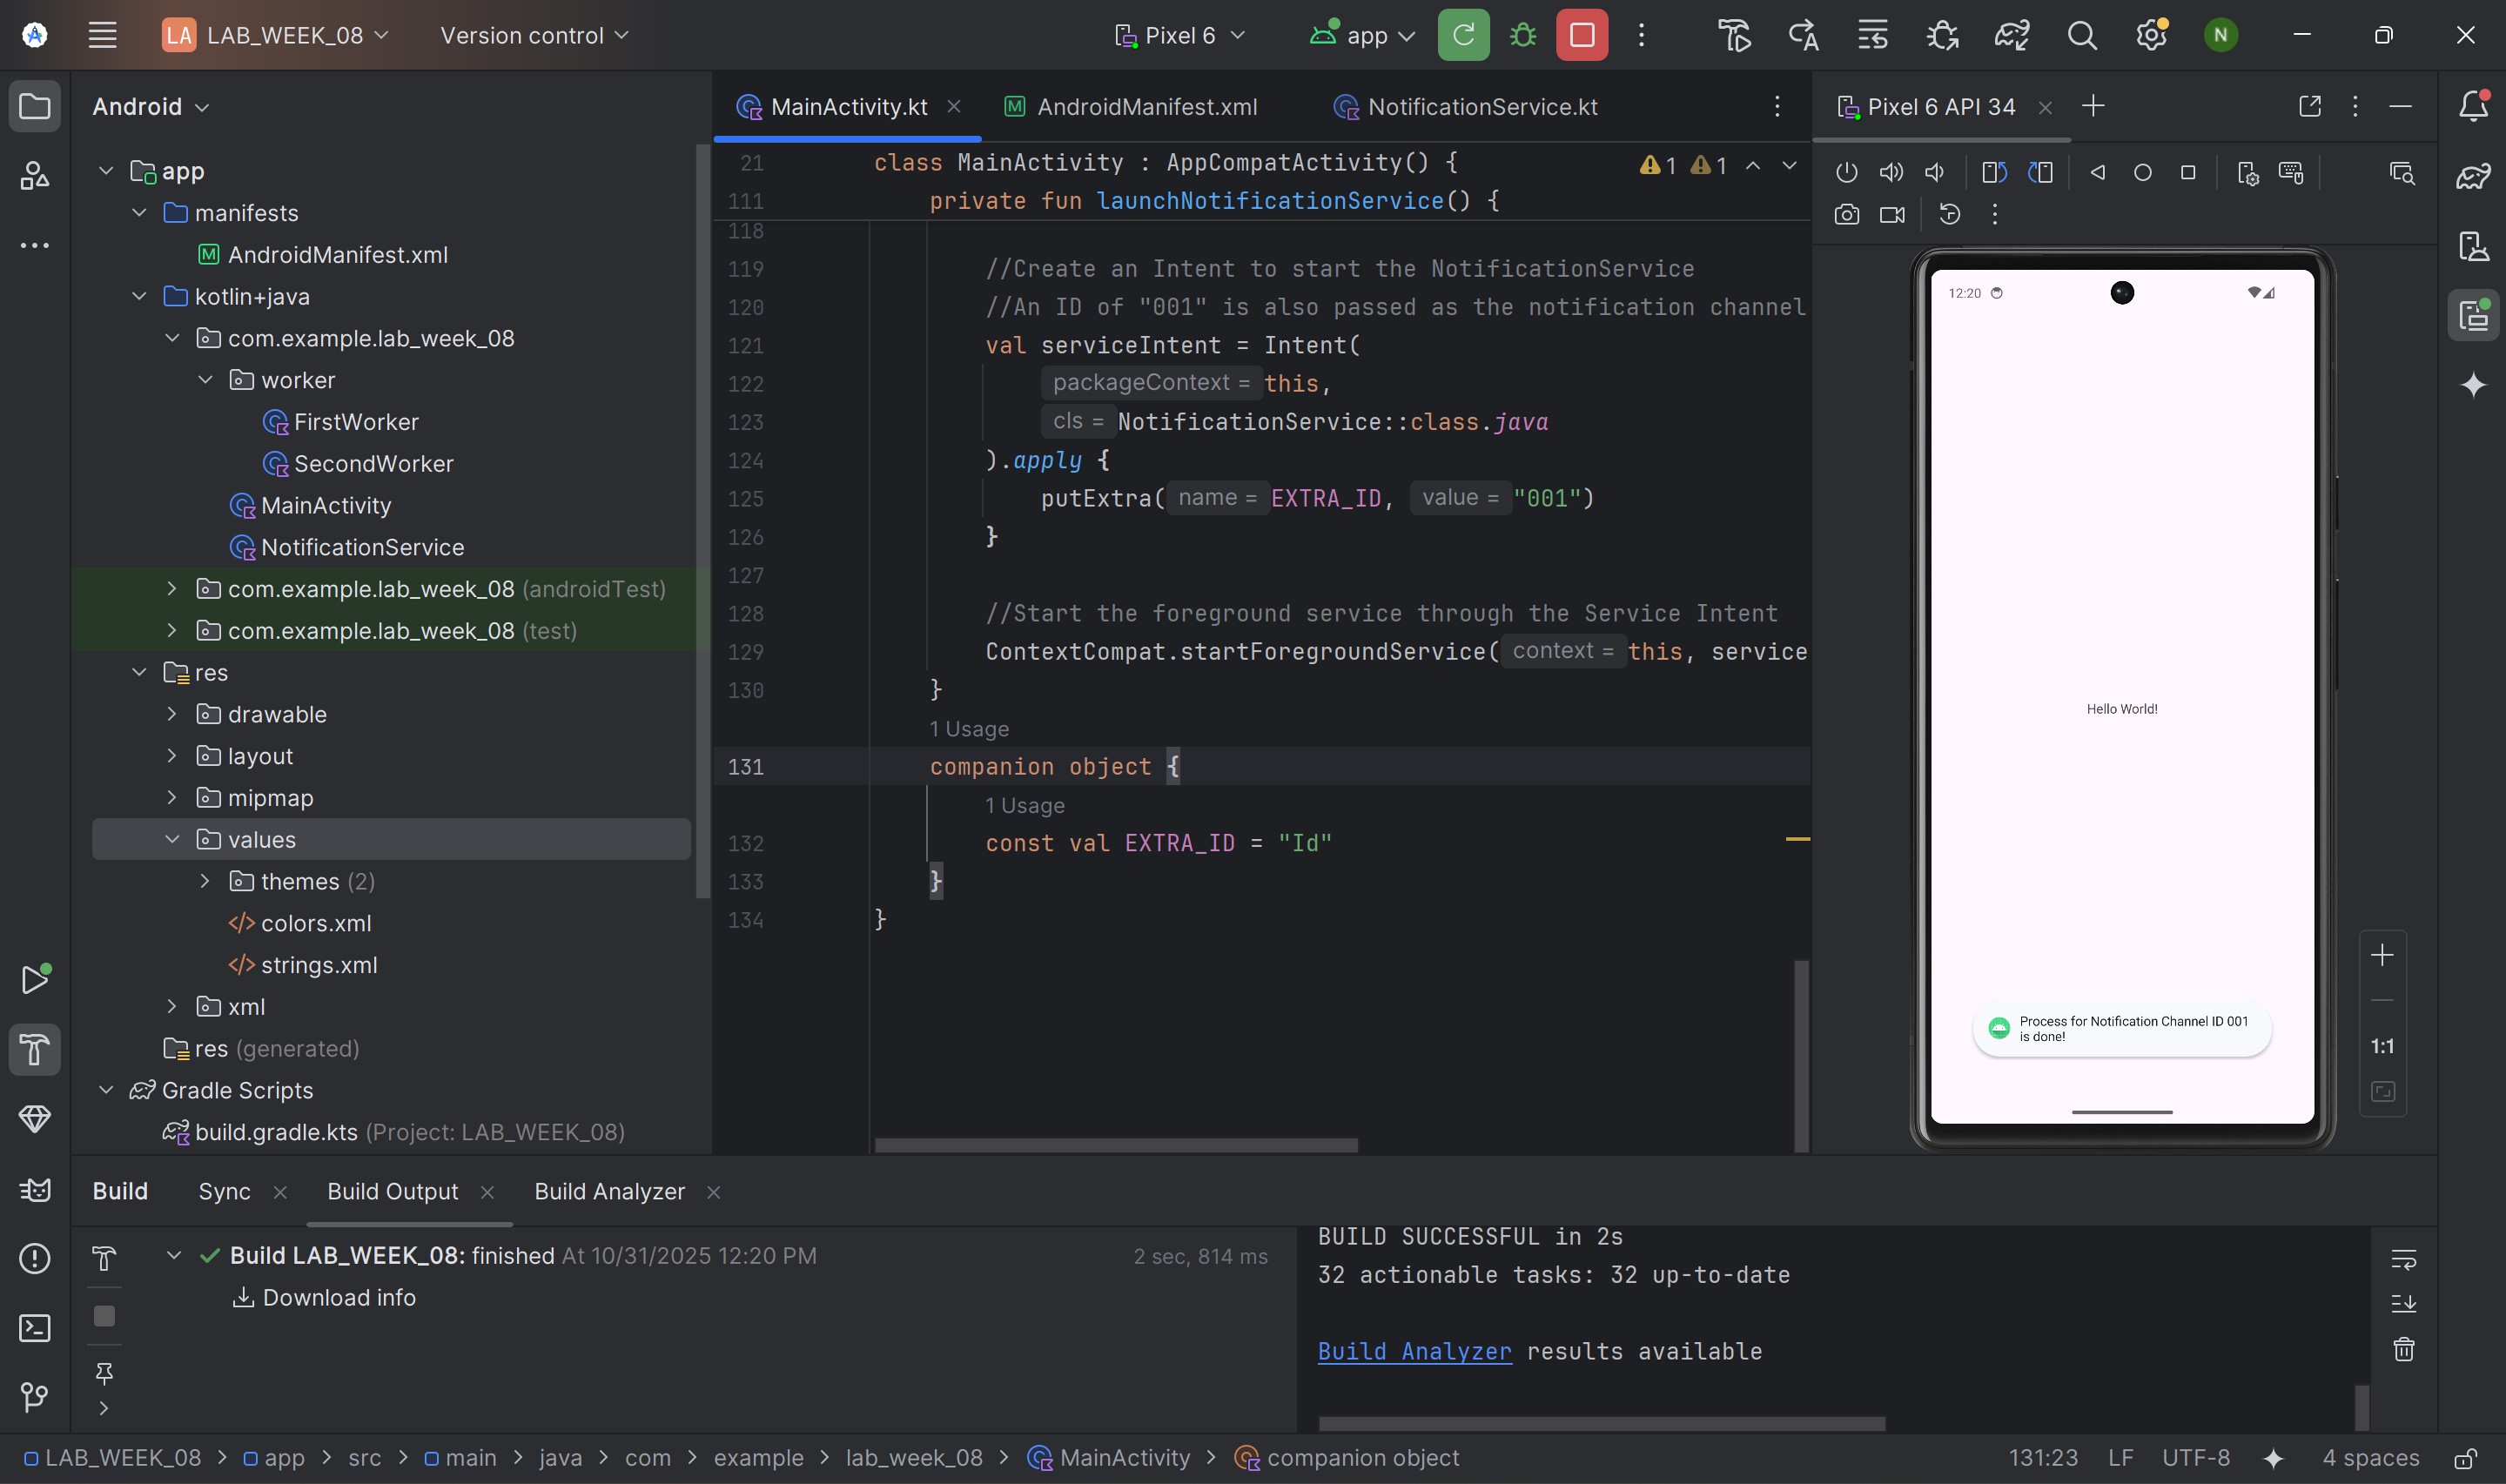 LA LAB_WEEK_08 Version control Pixel 6 app N
Android
app
manifests
AndroidManifest.xml
kotlin+java
com.example.lab_week_08
worker
FirstWorker
SecondWorker
MainActivity
NotificationService
com.example.lab_week_08 (androidTest)
com.example.lab_week_08 (test)
res
drawable
layout
mipmap
values
themes (2)
colors.xml
strings.xml
xml
res (generated)
Gradle Scripts
build.gradle.kts (Project: LAB_WEEK_08)
MainActivity.kt AndroidManifest.xml NotificationService.kt
21 class MainActivity : AppCompatActivity() { 1 1
111 private fun launchNotificationService() {
118
119 //Create an Intent to start the NotificationService
120 //An ID of "001" is also passed as the notification channel
121 val serviceIntent = Intent(
122 packageContext = this,
123 cls = NotificationService::class.java
124 ).apply {
125 putExtra( name = EXTRA_ID, value = "001")
126 }
127
128 //Start the foreground service through the Service Intent
129 ContextCompat.startForegroundService( context = this, service
130 }
1 Usage
131 companion object {
1 Usage
132 const val EXTRA_ID = "Id"
133 }
134 }
Pixel 6 API 34
12:20
Hello World!
Process for Notification Channel ID 001
is done!
1:1
Build Sync Build Output Build Analyzer
Build LAB_WEEK_08: finished At 10/31/2025 12:20 PM 2 sec, 814 ms
Download info
BUILD SUCCESSFUL in 2s
32 actionable tasks: 32 up-to-date
Build Analyzer results available
LAB_WEEK_08 > app > src > main > java > com > example > lab_week_08 > MainActivity > companion object 131:23 LF UTF-8 4 spaces